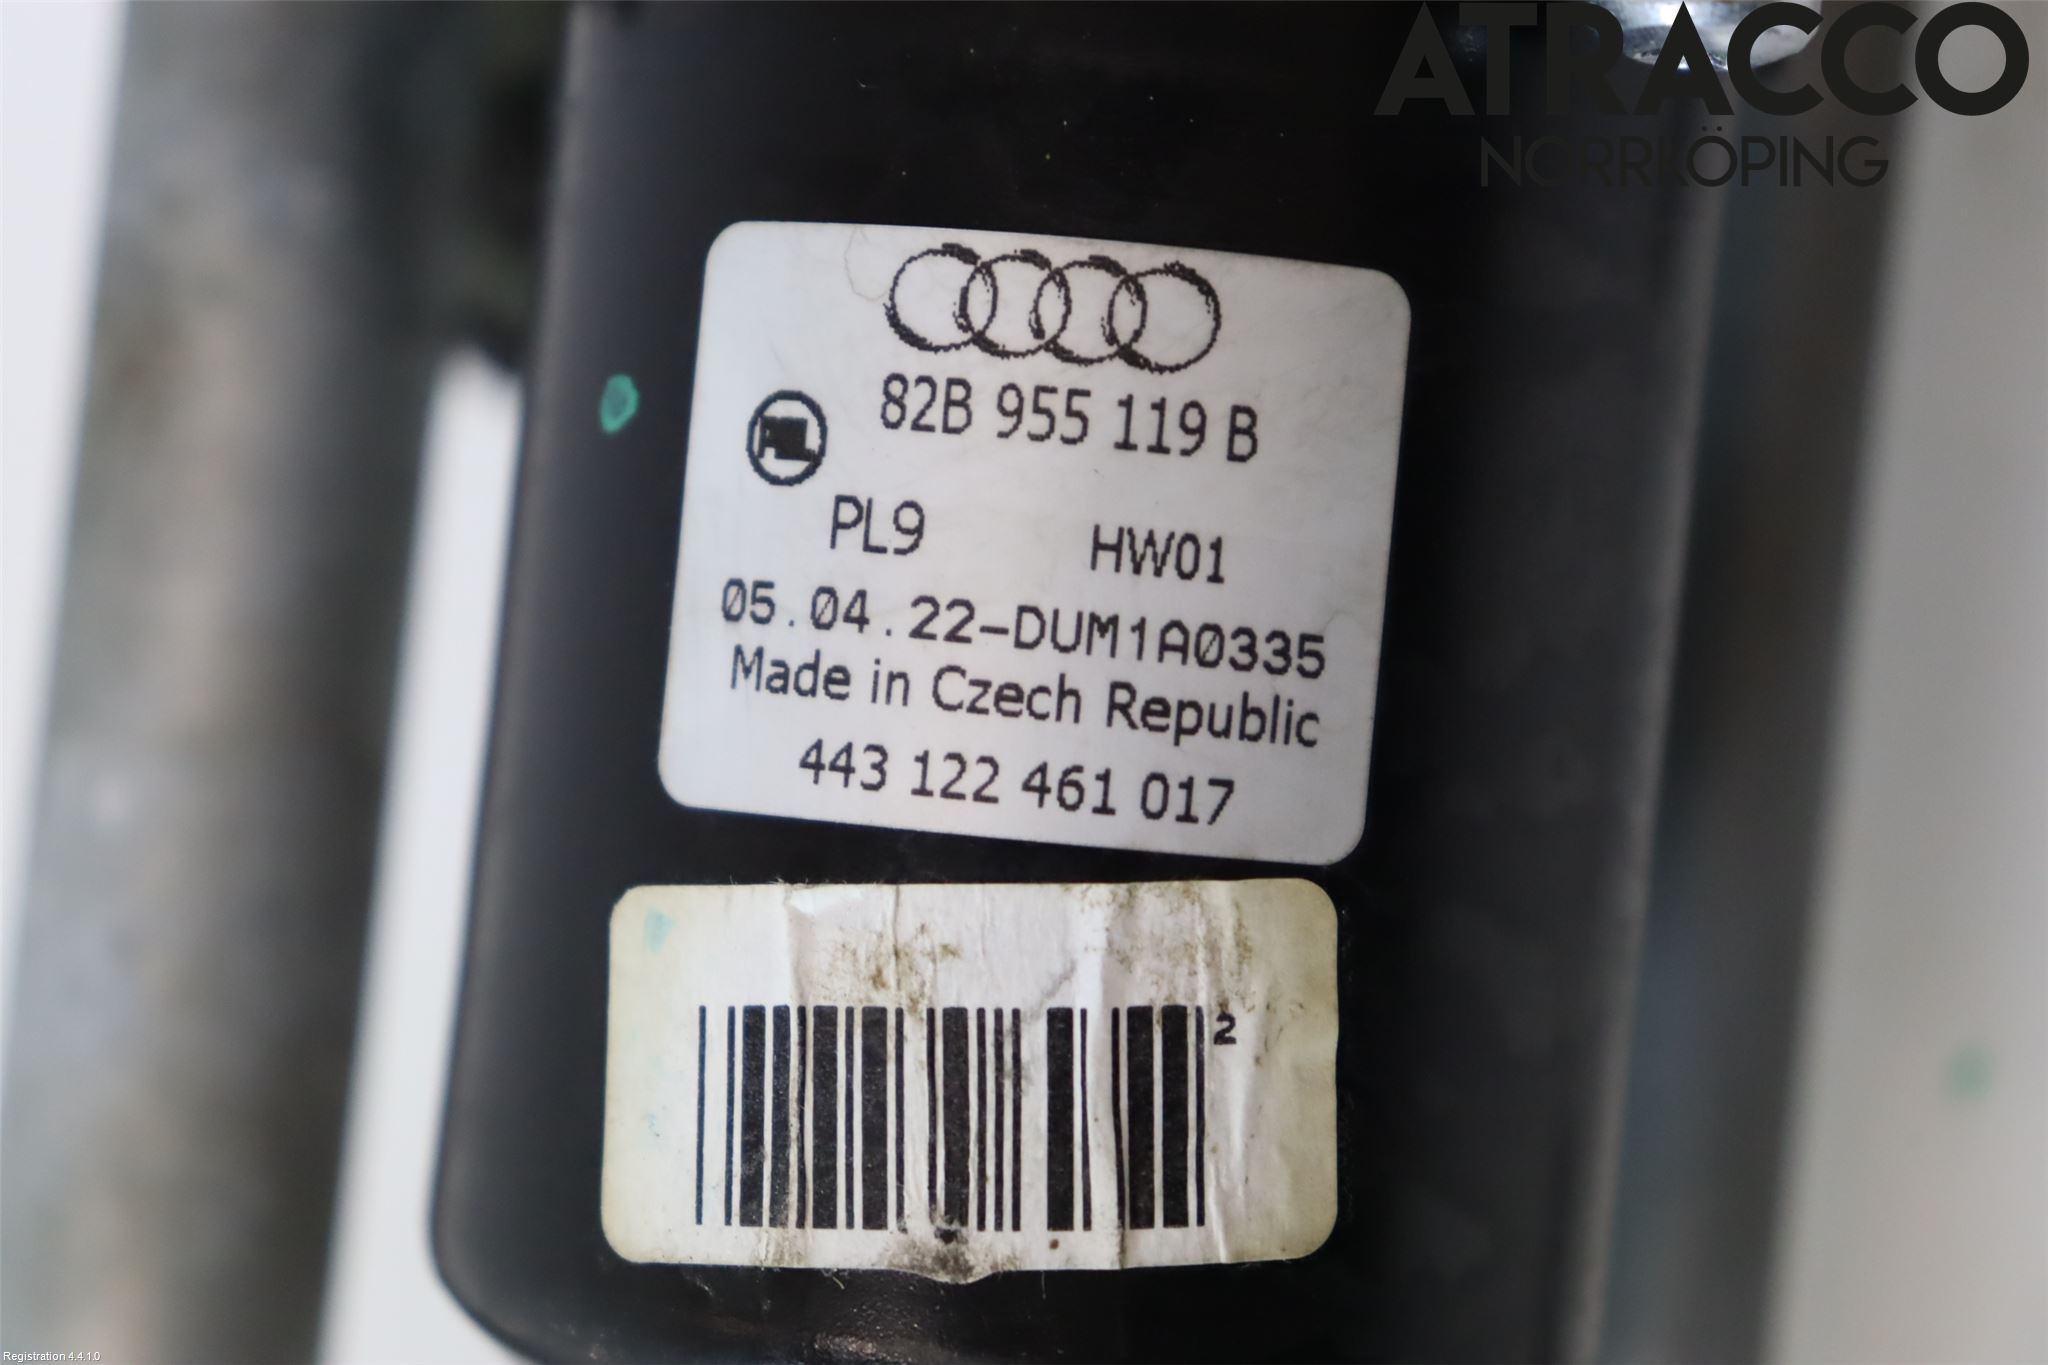 ATRACCO
NORRKÖPING
82B 955 119 B
PL9 HW01
05.04.22-DUM1A0335
Made in Czech Republic
443 122 461 017
2
Registration 4.4.1.0